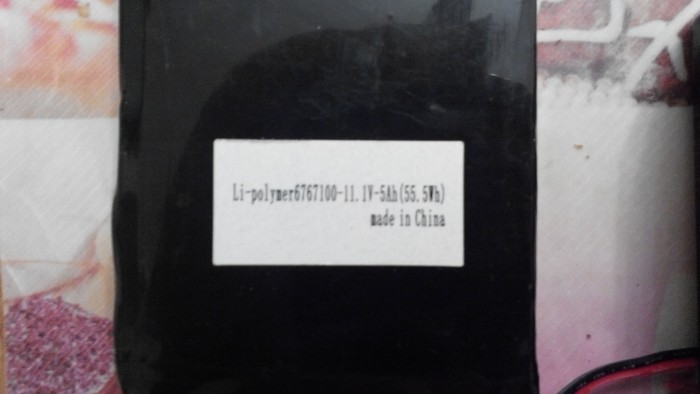 Li-polymer6767100-11.1V-5Ah(55.5Wh)
made in China